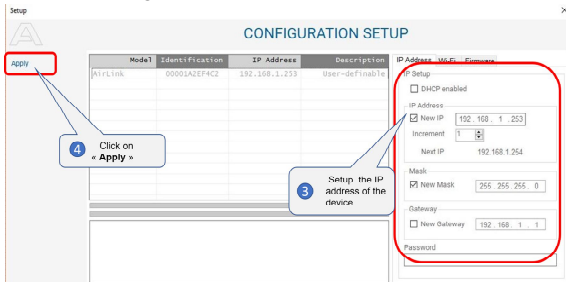 Setup
CONFIGURATION SETUP
Apply
Model Identification IP Address Description
AirLink 00001A2EF4C2 192.168.1.253 User-definable
IP Address Wi-Fi Firmware
IP Setup
DHCP enabled
IP Address
New IP 192 . 168 . 1 . 253
Increment 1
Next IP 192.168.1.254
Mask
New Mask 255 . 255 . 255 . 0
Gateway
New Gateway 192 . 168 . 1 . 1
Password
4 Click on
« Apply »
3 Setup the IP
address of the
device